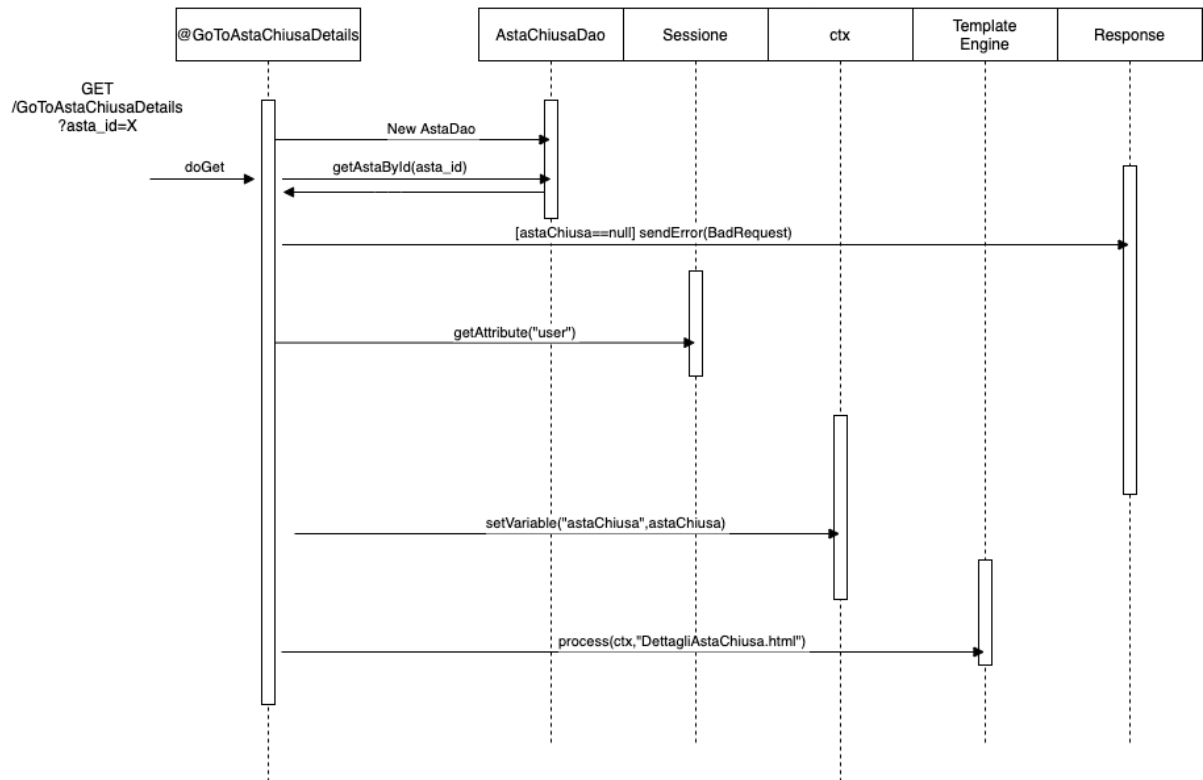 @GoToAstaChiusaDetails
AstaChiusaDao
Sessione
ctx
Template
Engine
Response
GET
/GoToAstaChiusaDetails
?asta_id=X
New AstaDao
doGet
getAstaById(asta_id)
[astaChiusa==null] sendError(BadRequest)
getAttribute("user")
setVariable("astaChiusa",astaChiusa)
process(ctx,"DettagliAstaChiusa.html")